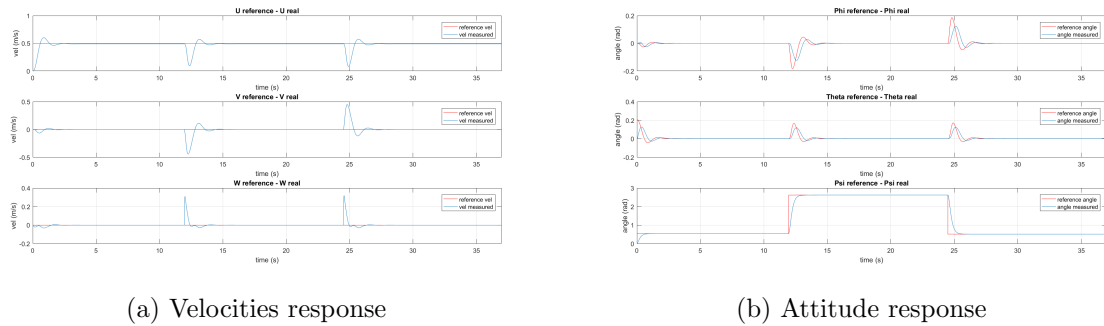 U reference - U real
vel (m/s)
1
0.5
0
reference vel
vel measured
0 5 10 15 20 25 30 35
time (s)
V reference - V real
vel (m/s)
0.5
0
-0.5
reference vel
vel measured
0 5 10 15 20 25 30 35
time (s)
W reference - W real
vel (m/s)
0.4
0.2
0
-0.2
reference vel
vel measured
0 5 10 15 20 25 30 35
time (s)
(a) Velocities response
Phi reference - Phi real
angle (rad)
0.2
0
-0.2
reference angle
angle measured
0 5 10 15 20 25 30 35
time (s)
Theta reference - Theta real
angle (rad)
0.4
0.2
0
-0.2
reference angle
angle measured
0 5 10 15 20 25 30 35
time (s)
Psi reference - Psi real
angle (rad)
3
2
1
0
reference angle
angle measured
0 5 10 15 20 25 30 35
time (s)
(b) Attitude response